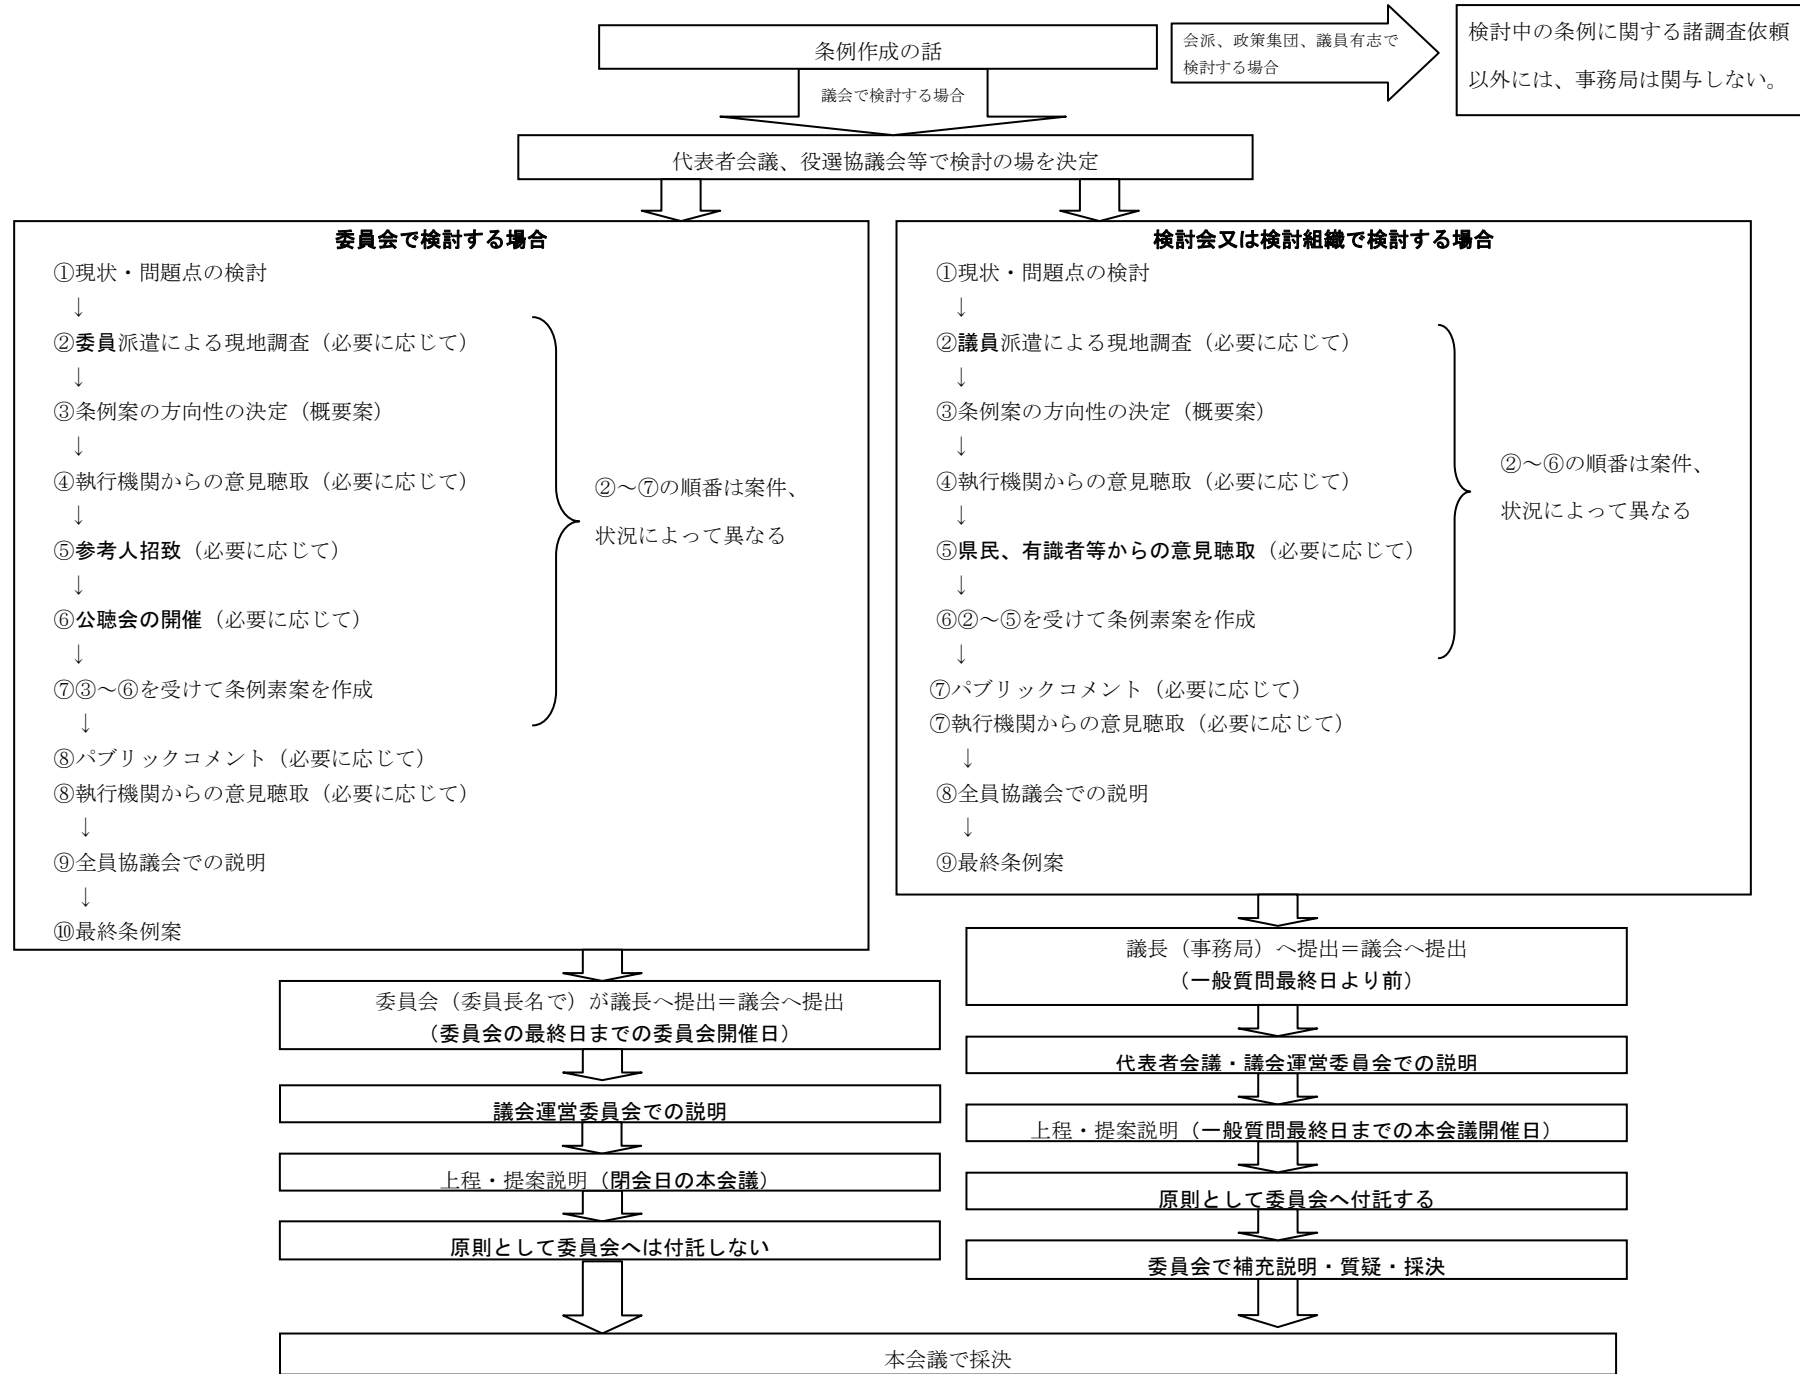 条例作成の話
会派、政策集団、議員有志で
検討する場合
検討中の条例に関する諸調査依頼
以外には、事務局は関与しない。
議会で検討する場合
代表者会議、役選協議会等で検討の場を決定
委員会で検討する場合
①現状・問題点の検討
↓
②委員派遣による現地調査（必要に応じて）
↓
③条例案の方向性の決定（概要案）
↓
④執行機関からの意見聴取（必要に応じて）
↓
⑤参考人招致（必要に応じて）
↓
⑥公聴会の開催（必要に応じて）
↓
⑦③～⑥を受けて条例素案を作成
↓
⑧パブリックコメント（必要に応じて）
⑧執行機関からの意見聴取（必要に応じて）
↓
⑨全員協議会での説明
↓
⑩最終条例案
②～⑦の順番は案件、
状況によって異なる
検討会又は検討組織で検討する場合
①現状・問題点の検討
↓
②議員派遣による現地調査（必要に応じて）
↓
③条例案の方向性の決定（概要案）
↓
④執行機関からの意見聴取（必要に応じて）
↓
⑤県民、有識者等からの意見聴取（必要に応じて）
↓
⑥②～⑤を受けて条例素案を作成
↓
⑦パブリックコメント（必要に応じて）
⑦執行機関からの意見聴取（必要に応じて）
↓
⑧全員協議会での説明
↓
⑨最終条例案
②～⑥の順番は案件、
状況によって異なる
委員会（委員長名で）が議長へ提出＝議会へ提出
（委員会の最終日までの委員会開催日）
議会運営委員会での説明
上程・提案説明（閉会日の本会議）
原則として委員会へは付託しない
議長（事務局）へ提出＝議会へ提出
（一般質問最終日より前）
代表者会議・議会運営委員会での説明
上程・提案説明（一般質問最終日までの本会議開催日）
原則として委員会へ付託する
委員会で補充説明・質疑・採決
本会議で採決